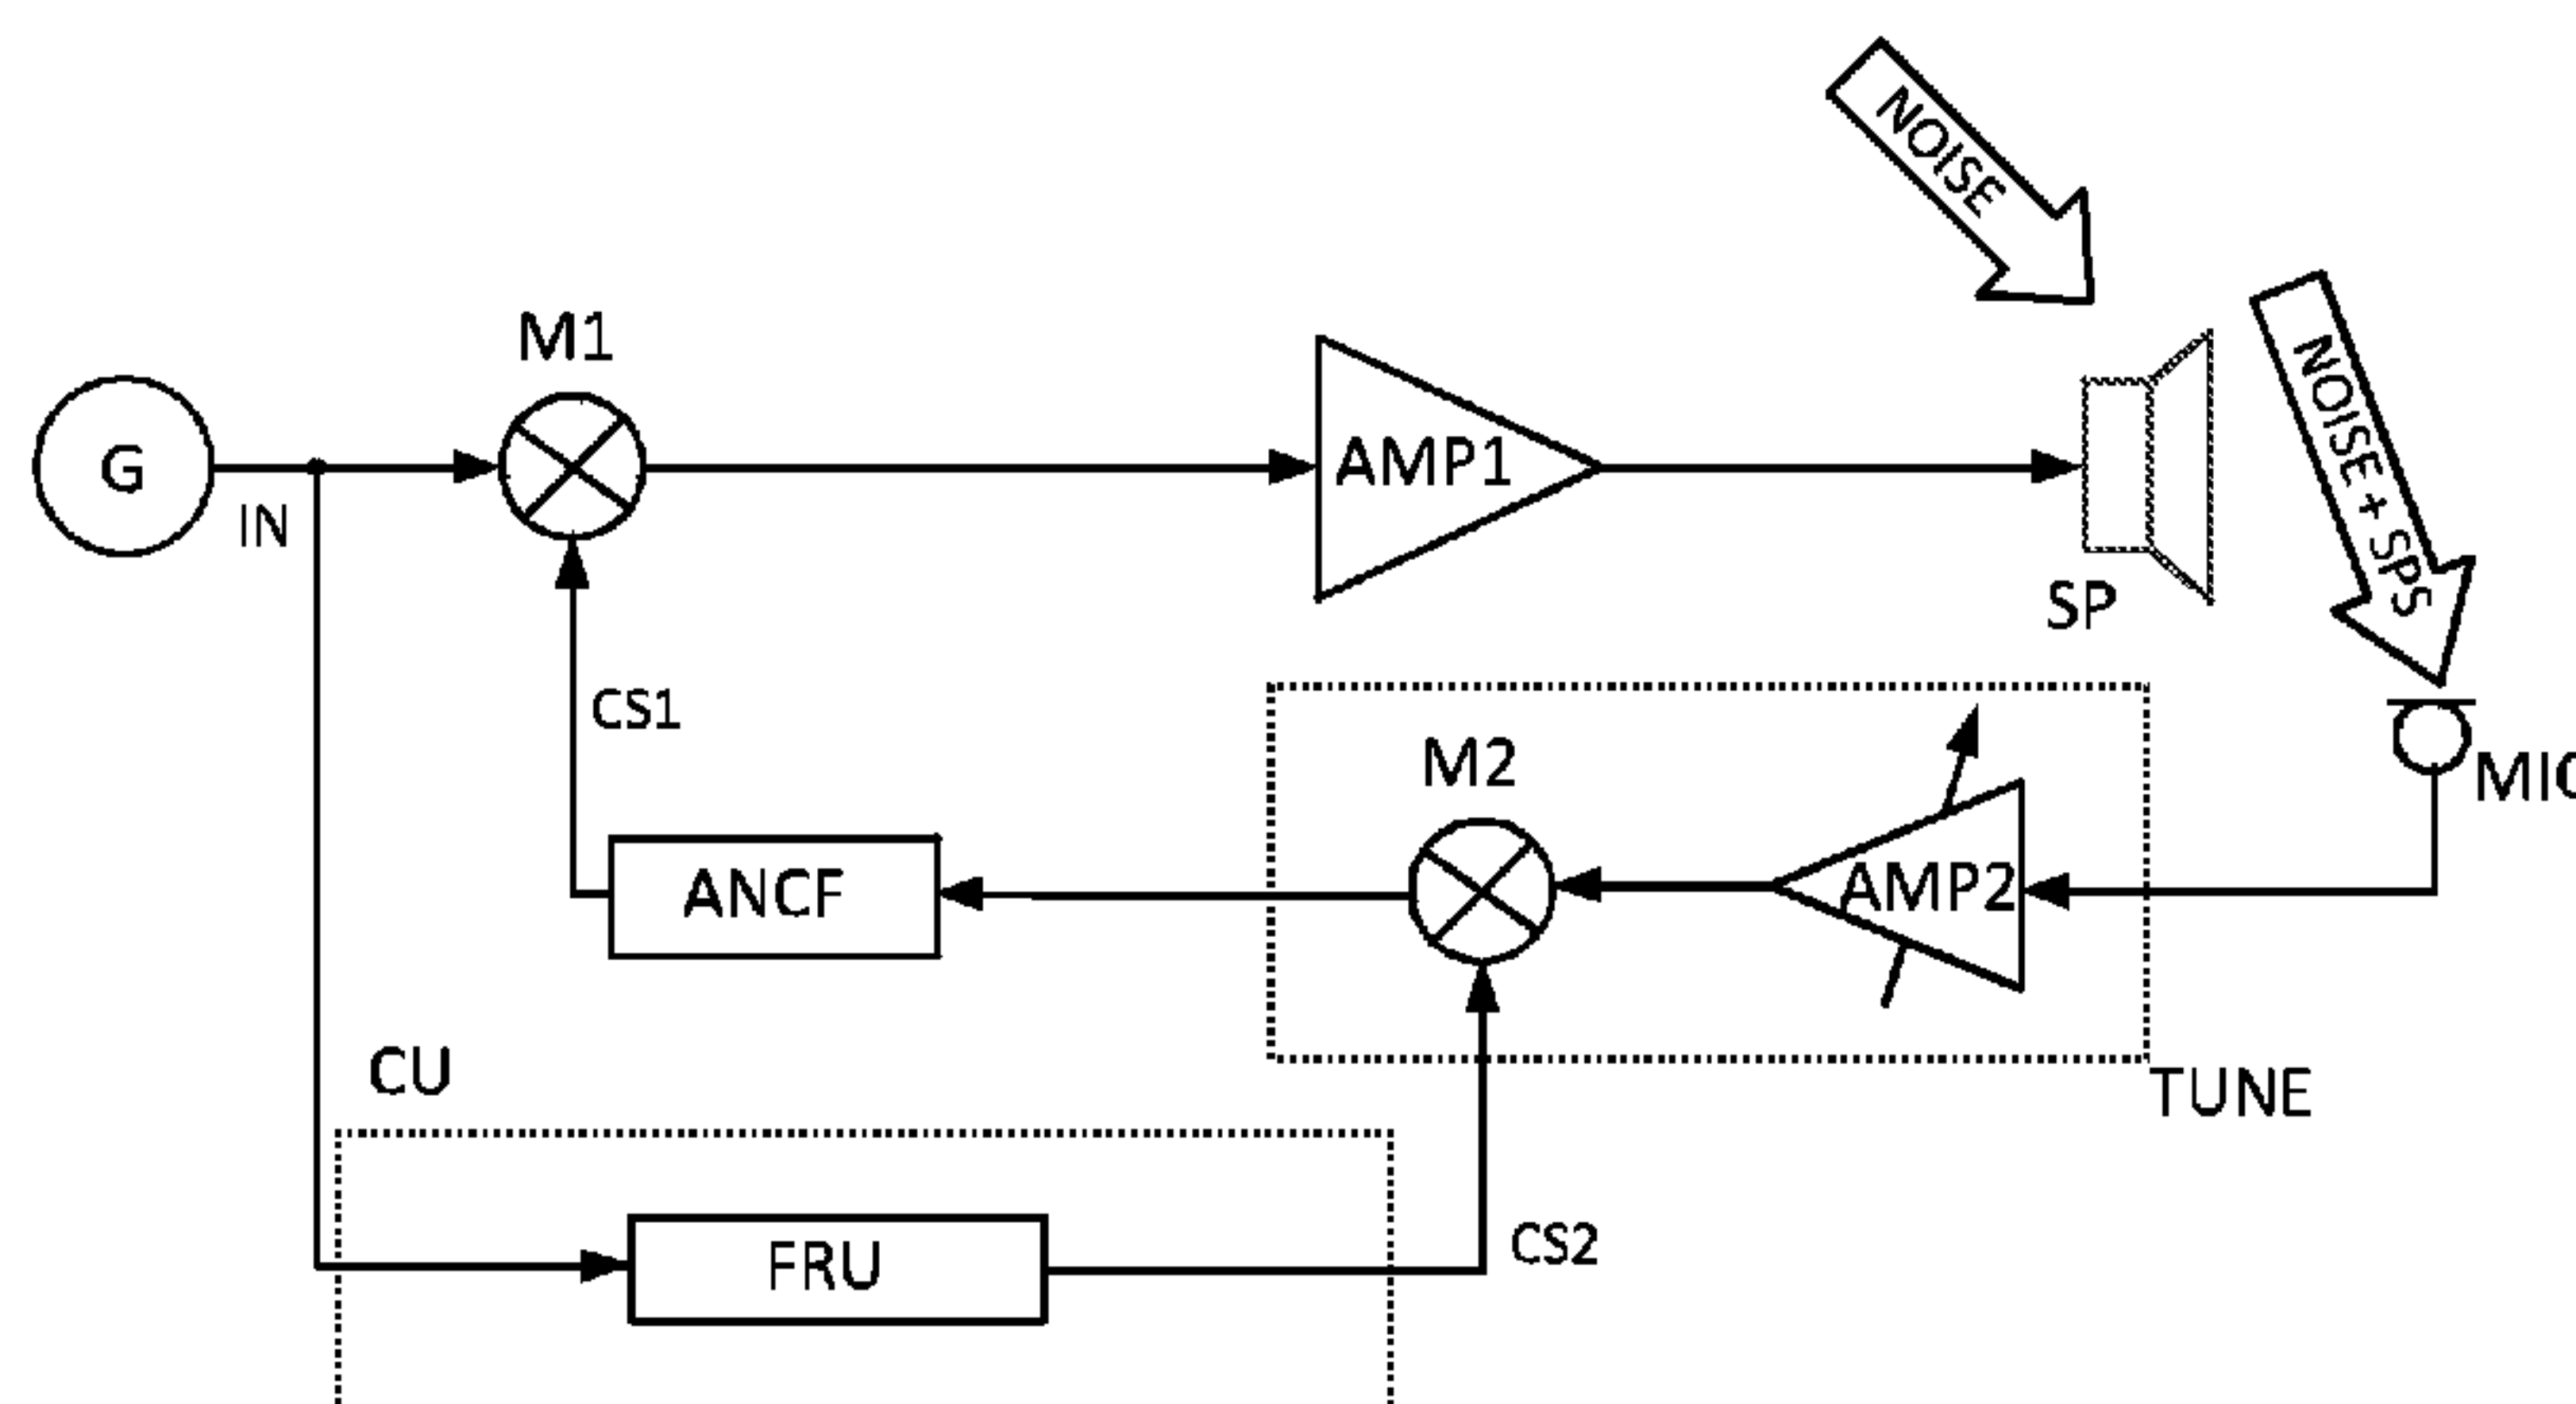 NOISE
M1
G
IN
AMP1
SP
NOISE + SPS
CS1
M2
MIC
ANCF
AMP2
CU
TUNE
FRU
CS2